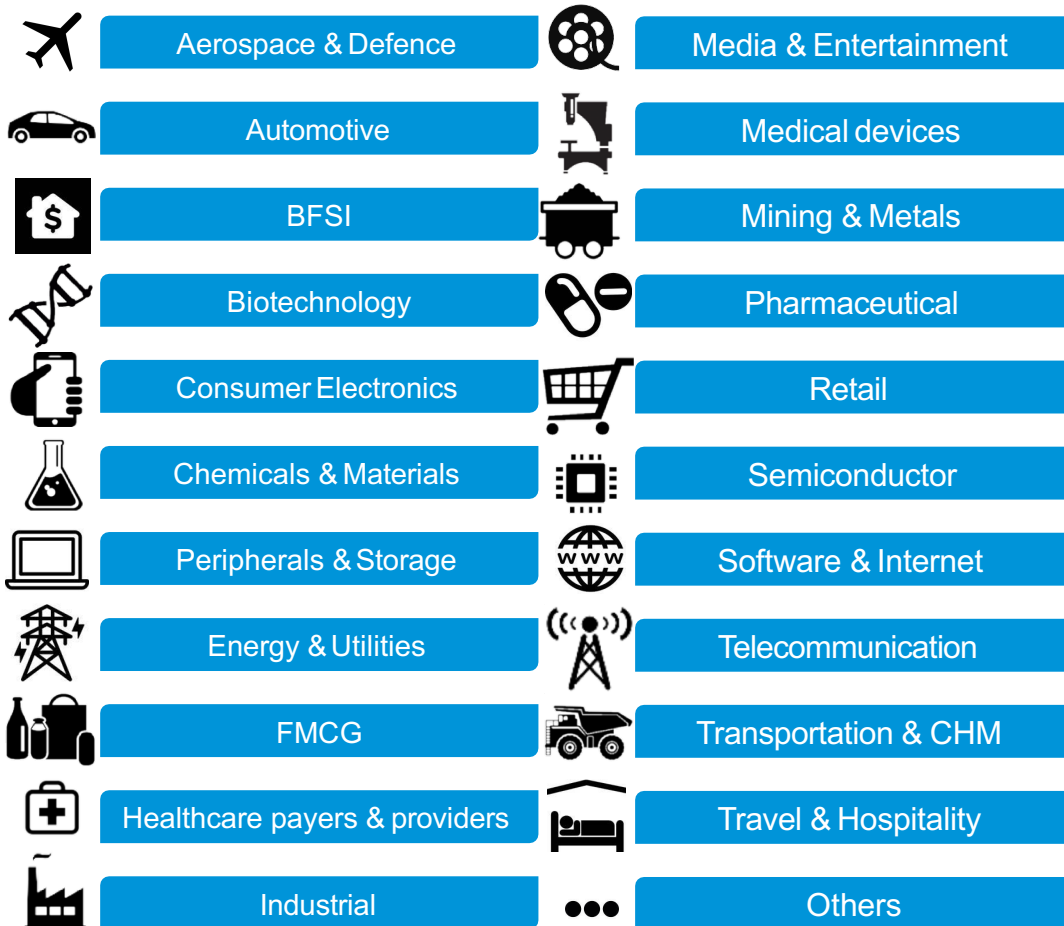 Aerospace & Defence
Automotive
BFSI
Biotechnology
Consumer Electronics
Chemicals & Materials
Peripherals & Storage
Energy & Utilities
FMCG
Healthcare payers & providers
Industrial
Media & Entertainment
Medical devices
Mining & Metals
Pharmaceutical
Retail
Semiconductor
www
Software & Internet
Telecommunication
Transportation & CHM
Travel & Hospitality
Others